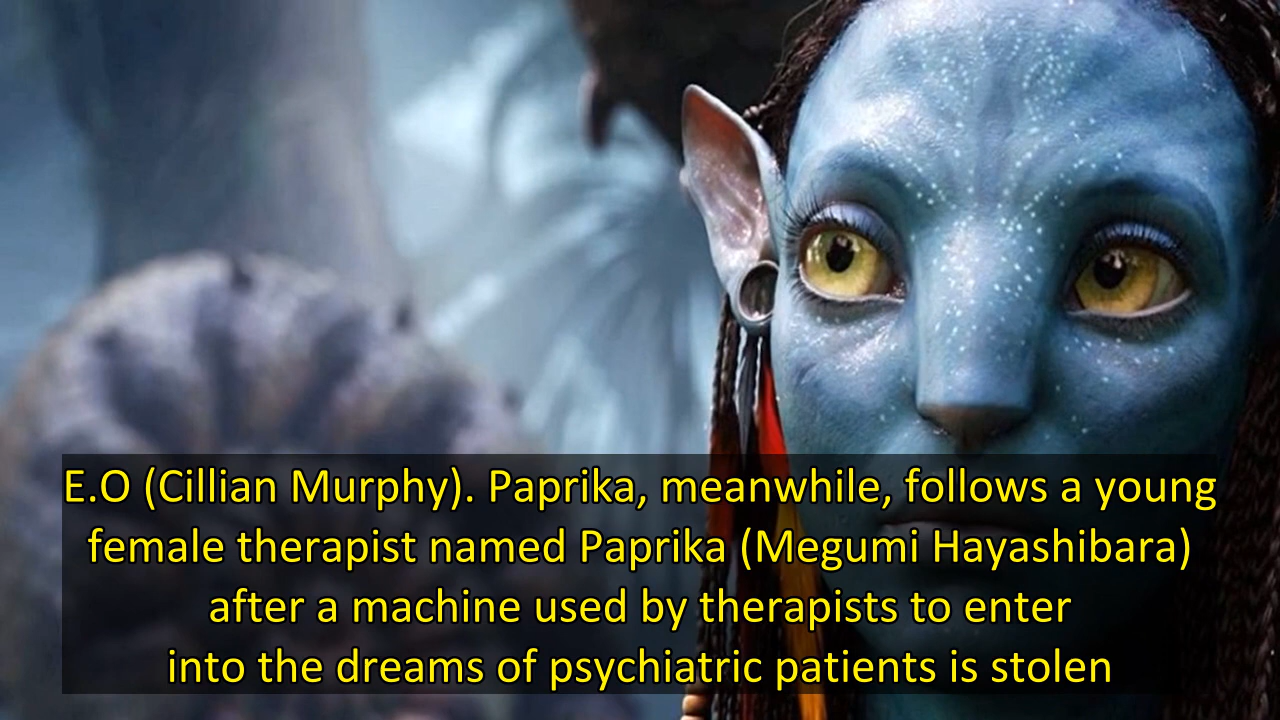 E.O (Cillian Murphy). Paprika, meanwhile, follows a young
female therapist named Paprika (Megumi Hayashibara)
after a machine used by therapists to enter
into the dreams of psychiatric patients is stolen